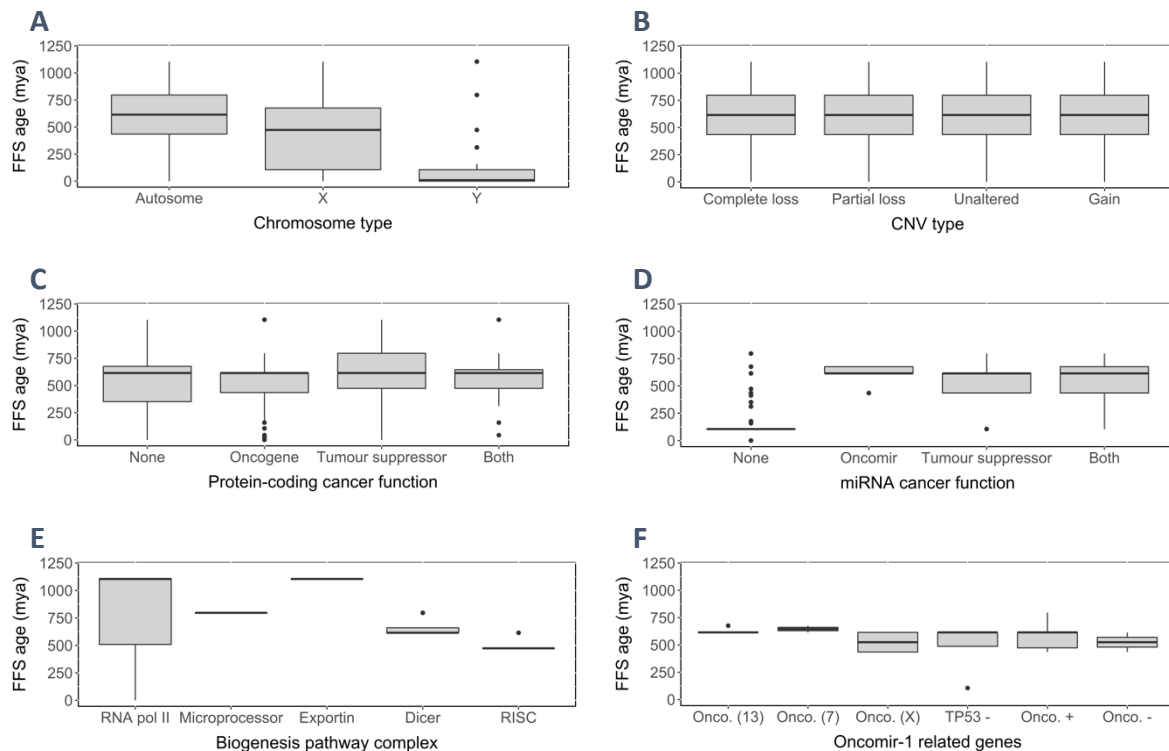 A
FFS age (mya)
1250
1000
750
500
250
0
Autosome X Y
Chromosome type
B
FFS age (mya)
1250
1000
750
500
250
0
Complete loss Partial loss Unaltered Gain
CNV type
C
FFS age (mya)
1250
1000
750
500
250
0
None Oncogene Tumour suppressor Both
Protein-coding cancer function
D
FFS age (mya)
1250
1000
750
500
250
0
None Oncomir Tumour suppressor Both
miRNA cancer function
E
FFS age (mya)
1250
1000
750
500
250
0
RNA pol II Microprocessor Exportin Dicer RISC
Biogenesis pathway complex
F
FFS age (mya)
1250
1000
750
500
250
0
Onco. (13) Onco. (7) Onco. (X) TP53 - Onco. + Onco. -
Oncomir-1 related genes